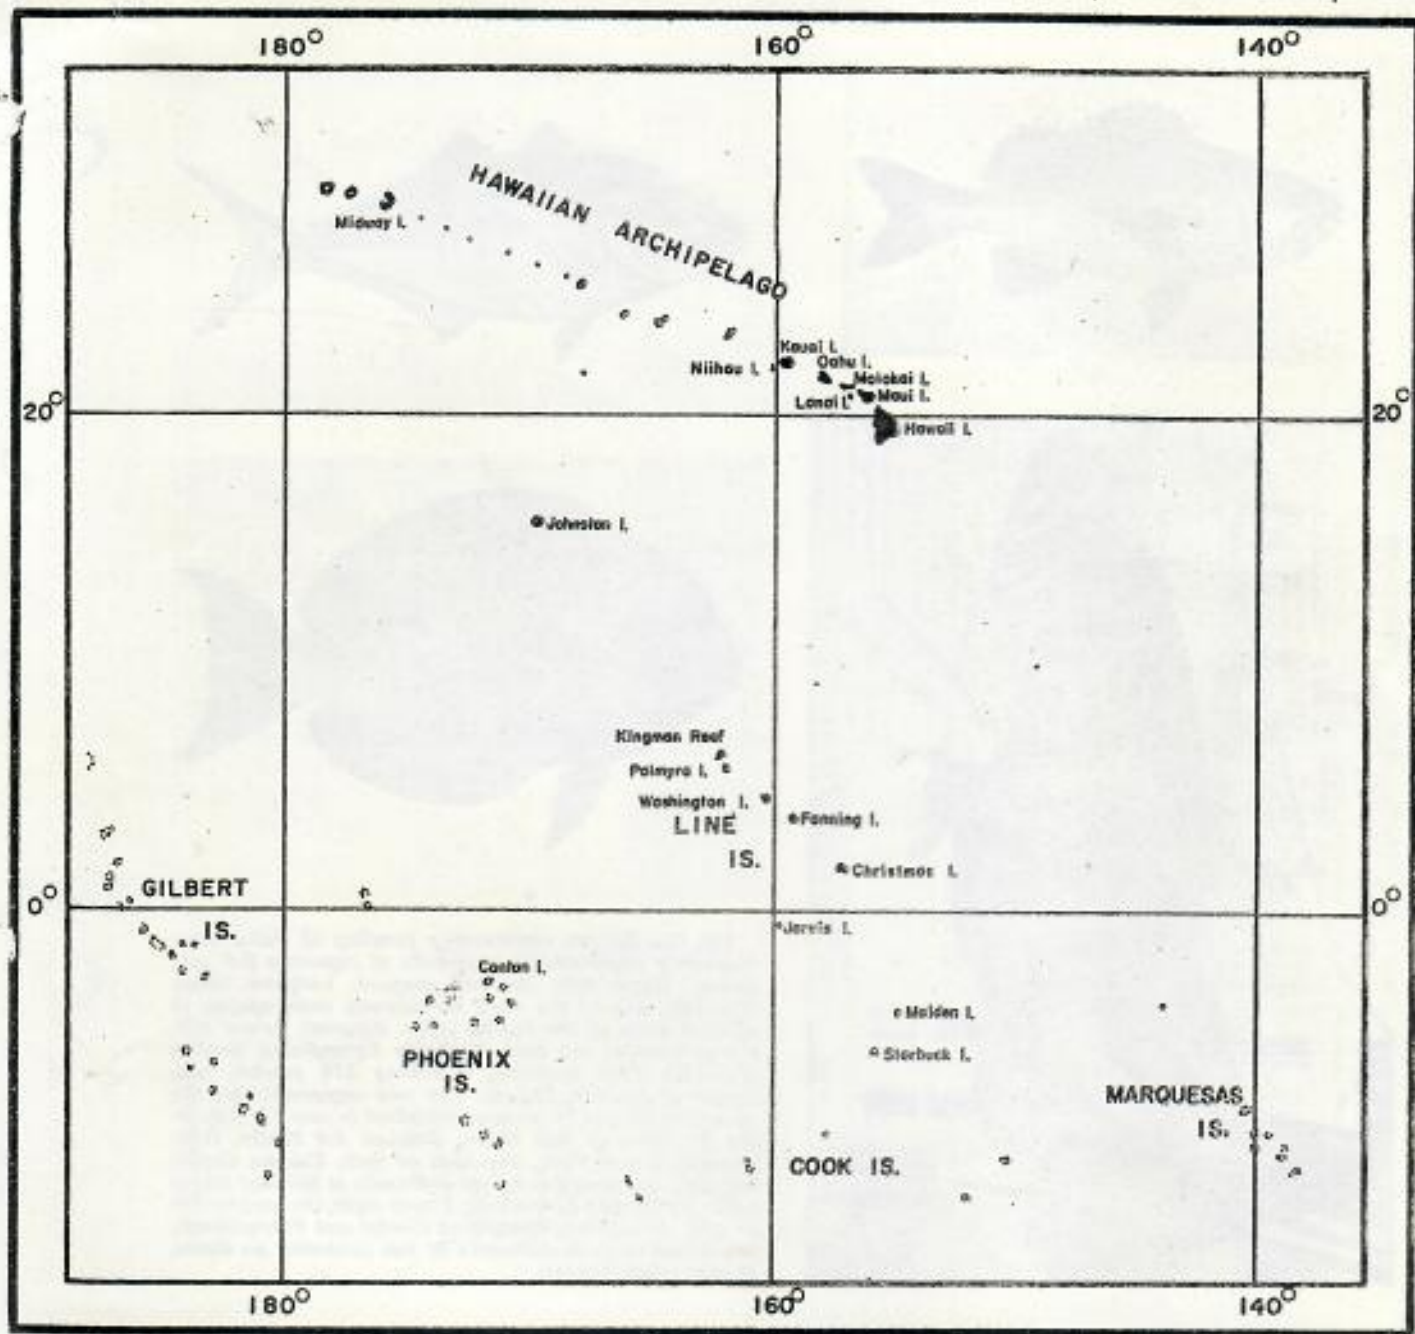 180° 160° 140°
HAWAIIAN ARCHIPELAGO
Midway I.
Kauai I.
Niihau I.
Oahu I.
Molokai I.
Lanai I.
Maui I.
20° 20°
Hawaii I.
Johnston I.
Kingman Reef
Palmyra I.
Washington I.
LINE
IS.
Fanning I.
Christmas I.
GILBERT
IS.
0° 0°
Jarvis I.
Canton I.
Malden I.
Starbuck I.
PHOENIX
IS.
MARQUESAS
IS.
COOK IS.
180° 160° 140°